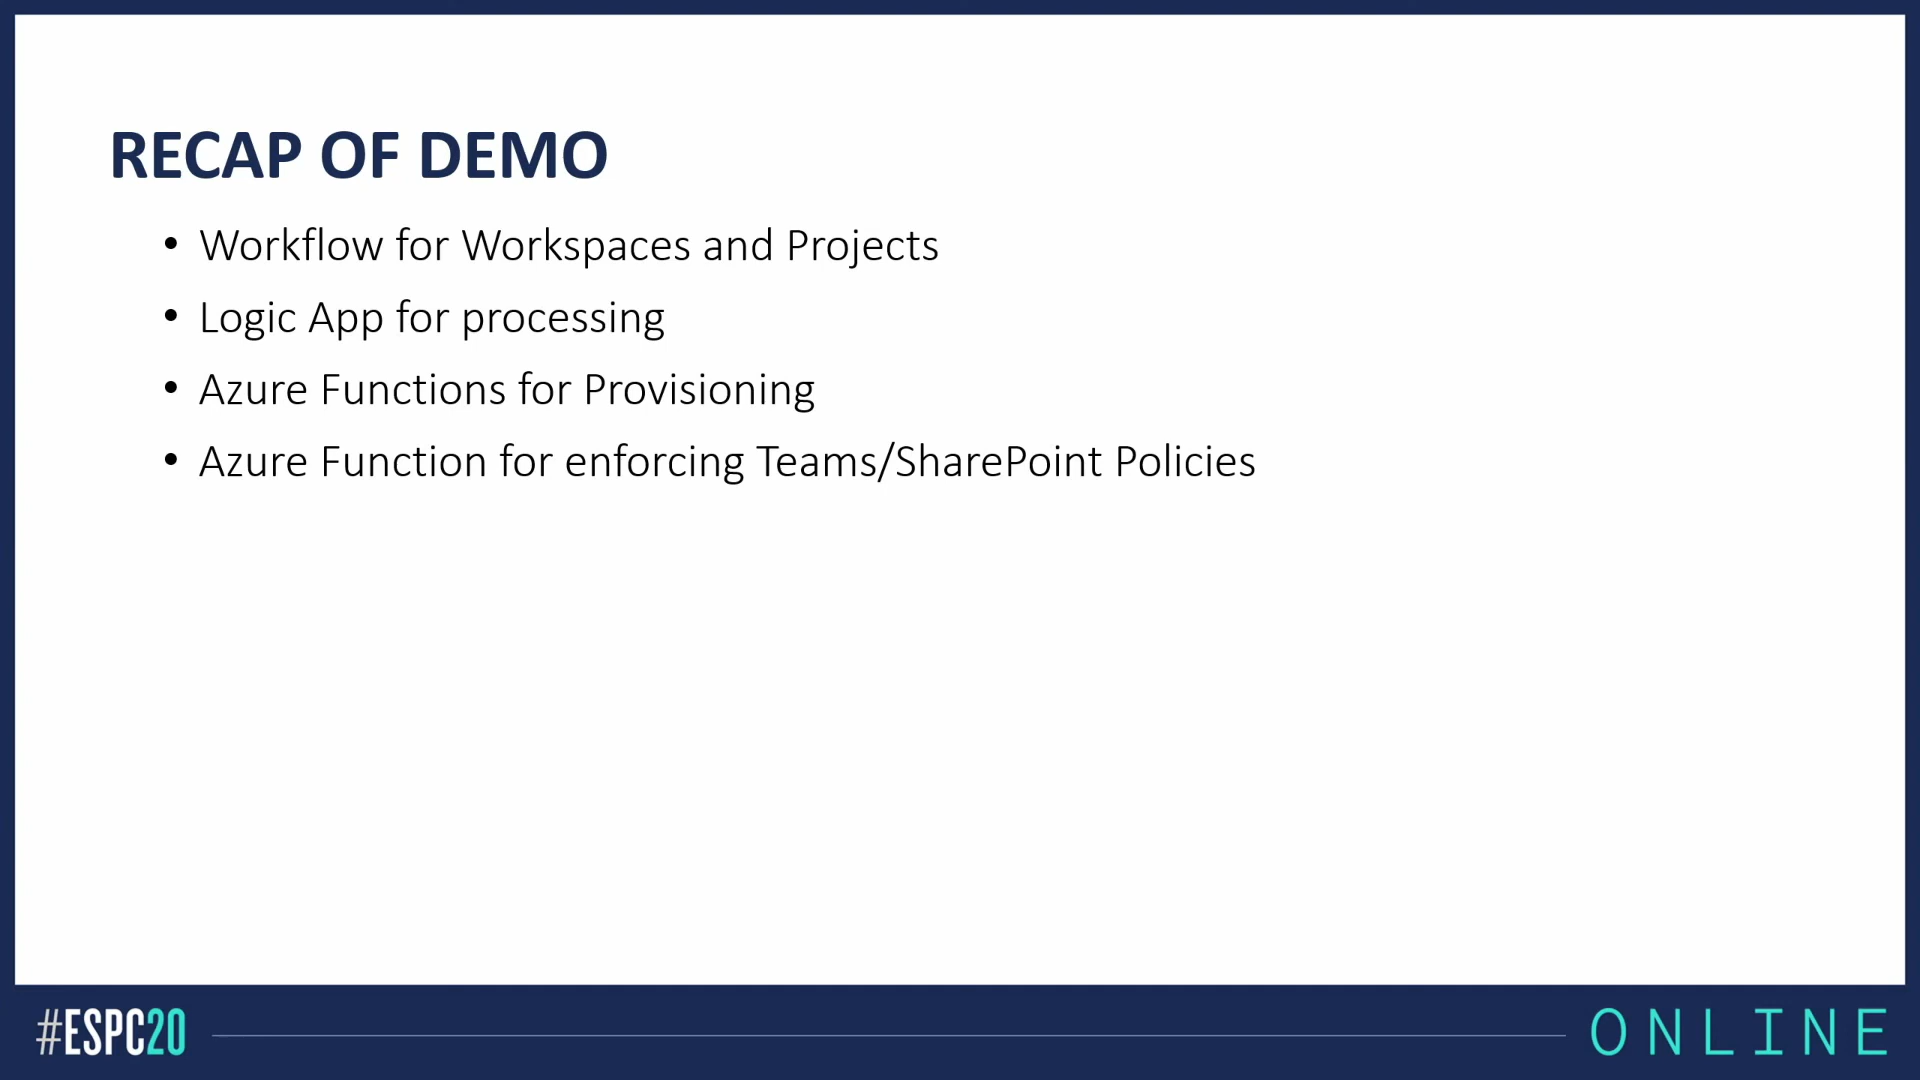 RECAP OF DEMO
• Workflow for Workspaces and Projects
• Logic App for processing
• Azure Functions for Provisioning
• Azure Function for enforcing Teams/SharePoint Policies
#ESPC20
ONLINE